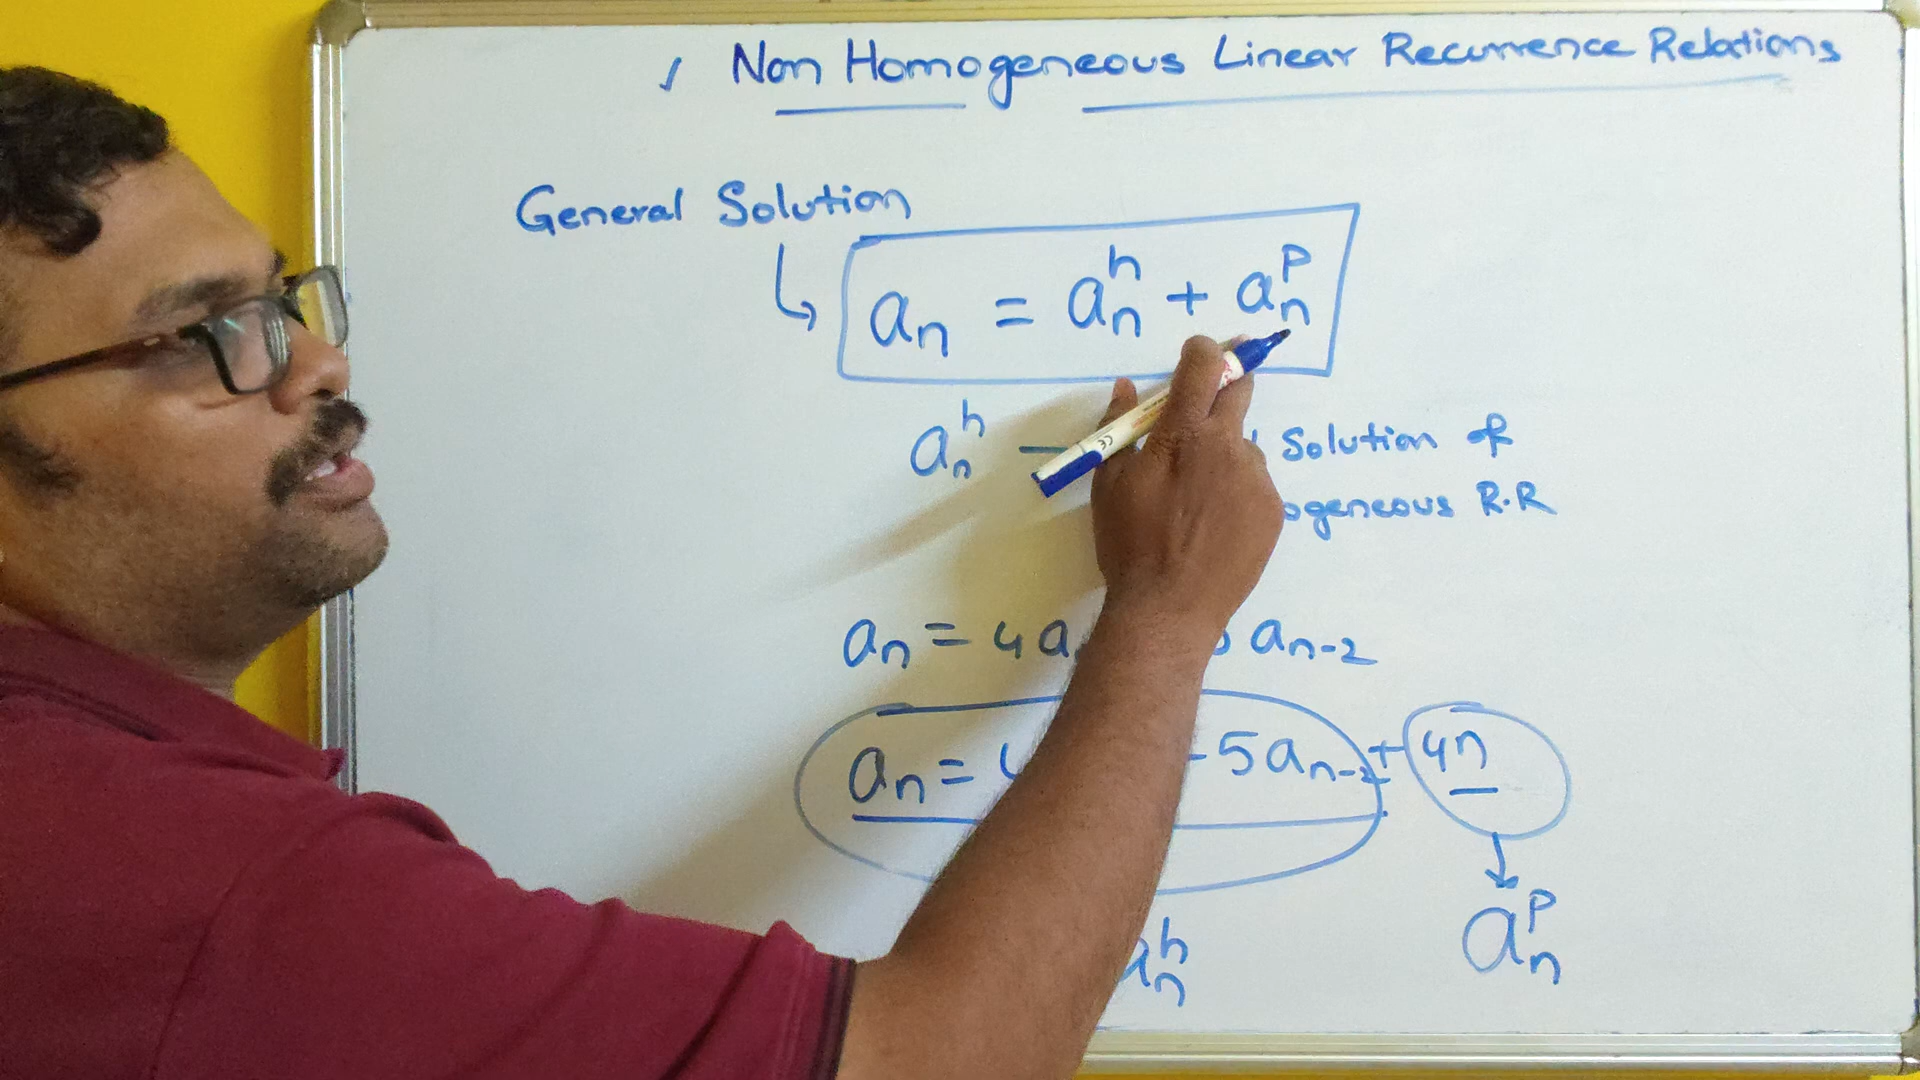 Non Homogeneous Linear Recurrence Relations
General Solution
aₙ = aₙʰ + aₙᵖ
aₙʰ – Solution of
ogeneous R.R
aₙ = 4a aₙ₋₂
aₙ = - 5aₙ₋₂ + 4n
aₙʰ aₙᵖ